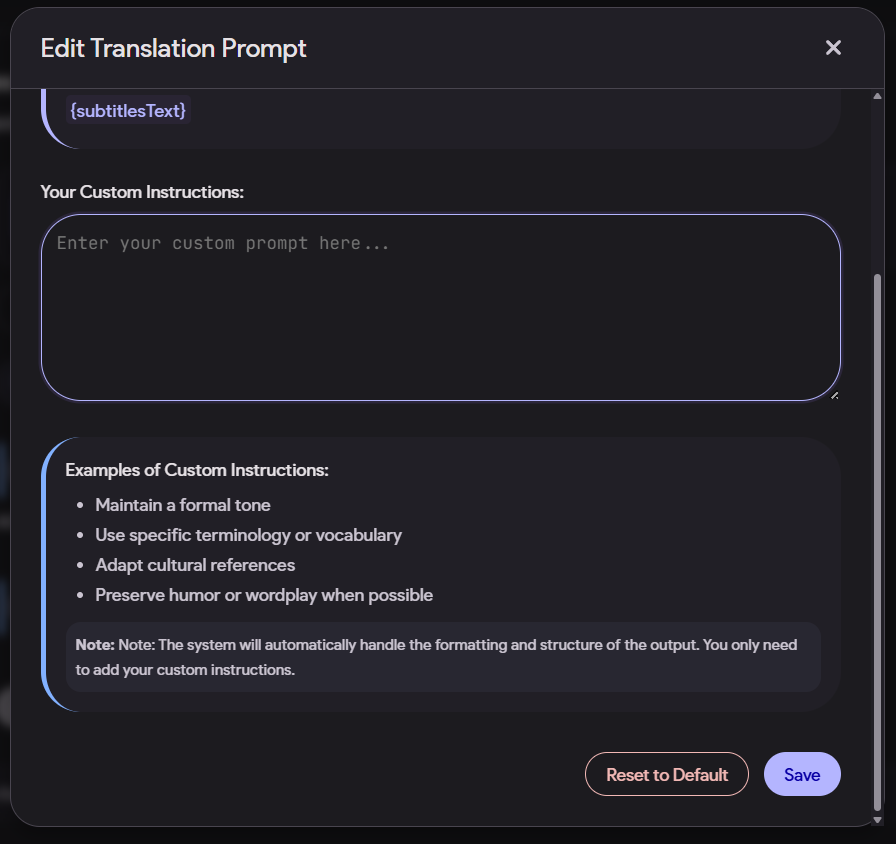 Edit Translation Prompt
{subtitlesText}
Your Custom Instructions:
Enter your custom prompt here...
Examples of Custom Instructions:
Maintain a formal tone
Use specific terminology or vocabulary
Adapt cultural references
Preserve humor or wordplay when possible
Note: Note: The system will automatically handle the formatting and structure of the output. You only need
to add your custom instructions.
Reset to Default
Save